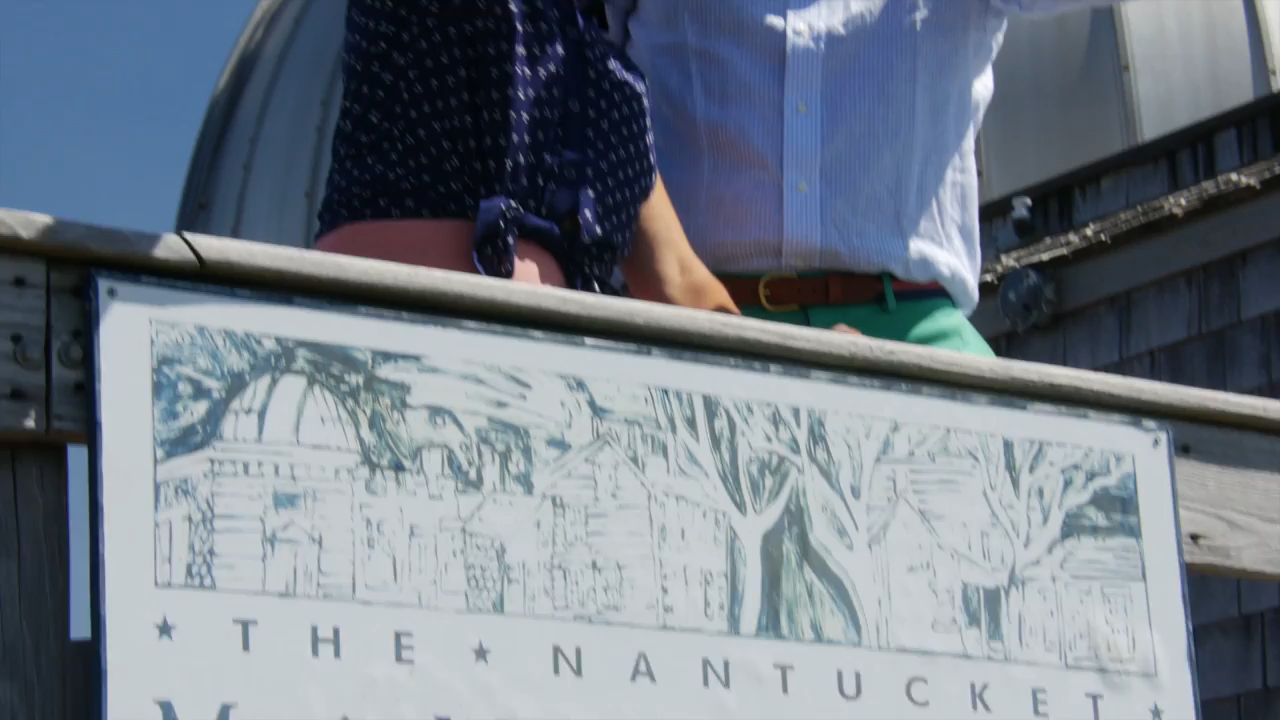 ★ THE ★ NANTUCKET ★